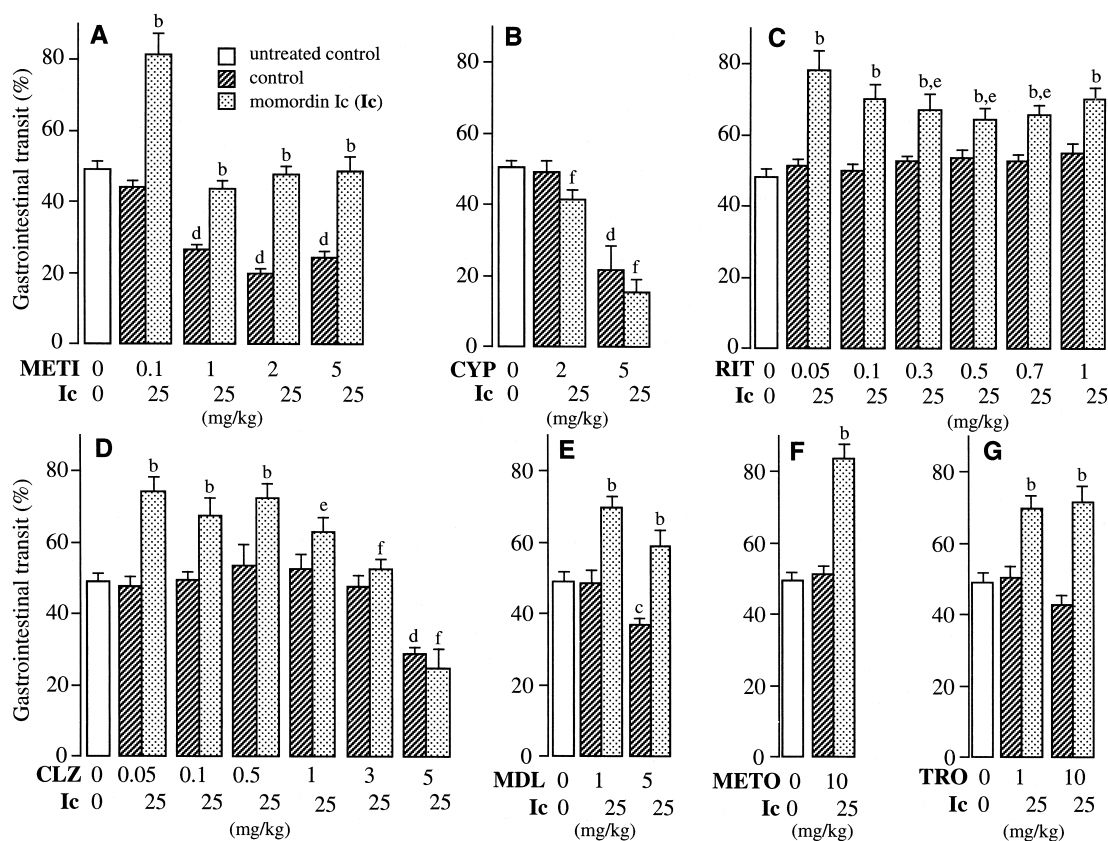 A
b
80
60
40
20
0
Gastrointestinal transit (%)
untreated control
control
momordin Ic (Ic)
b
b
b
d
d
d
METI 0 0.1 1 2 5
Ic 0 25 25 25 25
(mg/kg)
B
80
60
40
20
0
f
d
f
CYP 0 2 5
Ic 0 25 25
(mg/kg)
C
80
60
40
20
0
b
b
b,e
b,e
b,e
b
RIT 0 0.05 0.1 0.3 0.5 0.7 1
Ic 0 25 25 25 25 25 25
(mg/kg)
D
80
60
40
20
0
Gastrointestinal transit (%)
b
b
b
e
f
d
f
CLZ 0 0.05 0.1 0.5 1 3 5
Ic 0 25 25 25 25 25 25
(mg/kg)
E
80
60
40
20
0
b
c
b
MDL 0 1 5
Ic 0 25 25
(mg/kg)
F
80
60
40
20
0
b
METO 0 10
Ic 0 25
(mg/kg)
G
80
60
40
20
0
b
b
TRO 0 1 10
Ic 0 25 25
(mg/kg)